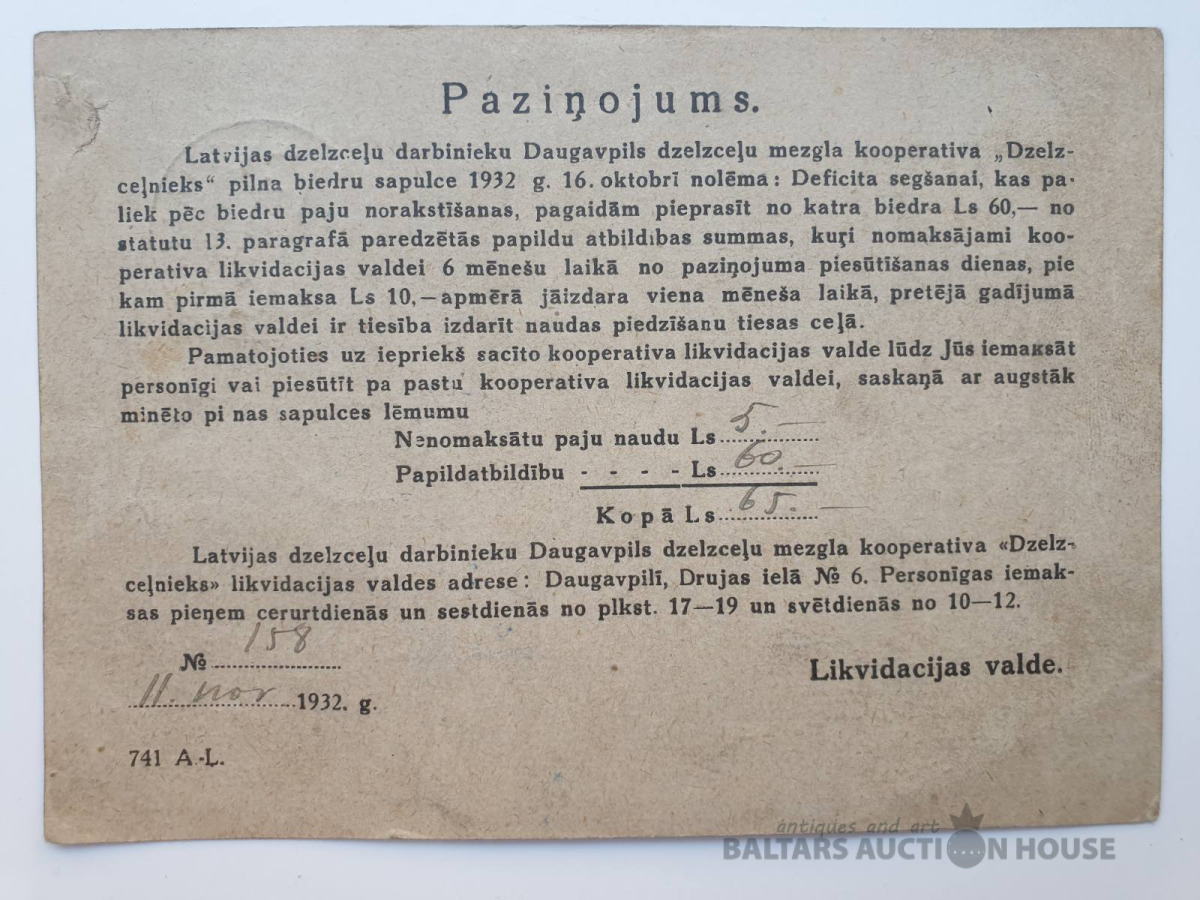 Paziņojums.
Latvijas dzelzceļu darbinieku Daugavpils dzelzceļu mezgla kooperativa „Dzelz-
ceļnieks“ pilna biedru sapulce 1932 g. 16. oktobrī nolēma: Deficita segšanai, kas pa-
liek pēc biedru paju norakstīšanas, pagaidām pieprasīt no katra biedra Ls 60,— no
statutu 13. paragrafā paredzētās papildu atbildības summas, kuŗi nomaksājami koo-
perativa likvidacijas valdei 6 mēnešu laikā no paziņojuma piesūtīšanas dienas, pie
kam pirmā iemaksa Ls 10,—apmērā jāizdara viena mēneša laikā, pretējā gadījumā
likvidacijas valdei ir tiesība izdarīt naudas piedzīšanu tiesas ceļā.
Pamatojoties uz iepriekš sacīto kooperativa likvidacijas valde lūdz Jūs iemaksāt
personīgi vai piesūtīt pa pastu kooperativa likvidacijas valdei, saskaņā ar augstāk
minēto pi nas sapulces lēmumu
Nenomaksātu paju naudu Ls 5.—
Papildatbildību - - - - Ls 60.—
Kopā Ls 65.—
Latvijas dzelzceļu darbinieku Daugavpils dzelzceļu mezgla kooperativa «Dzelz-
ceļnieks» likvidacijas valdes adrese: Daugavpilī, Drujas ielā № 6. Personīgas iemak-
sas pieņem cerurtdienās un sestdienās no plkst. 17—19 un svētdienās no 10—12.
№ 158
Likvidacijas valde.
11. nov 1932. g.
741 A.-Ļ.
antiques and art
BALTARS AUCTION HOUSE